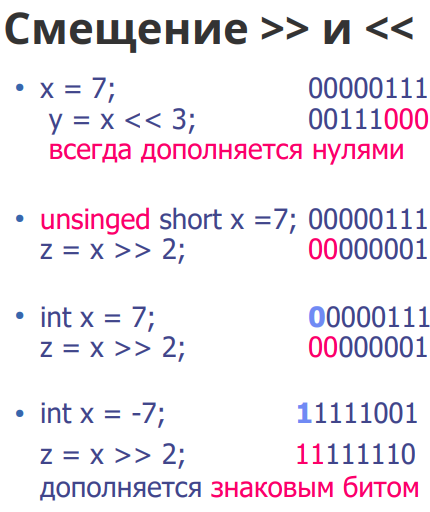 Смещение >> и <<
• x = 7; 00000111
y = x << 3; 00111000
всегда дополняется нулями
• unsinged short x =7; 00000111
z = x >> 2; 00000001
• int x = 7; 00000111
z = x >> 2; 00000001
• int x = -7; 11111001
z = x >> 2; 11111110
дополняется знаковым битом